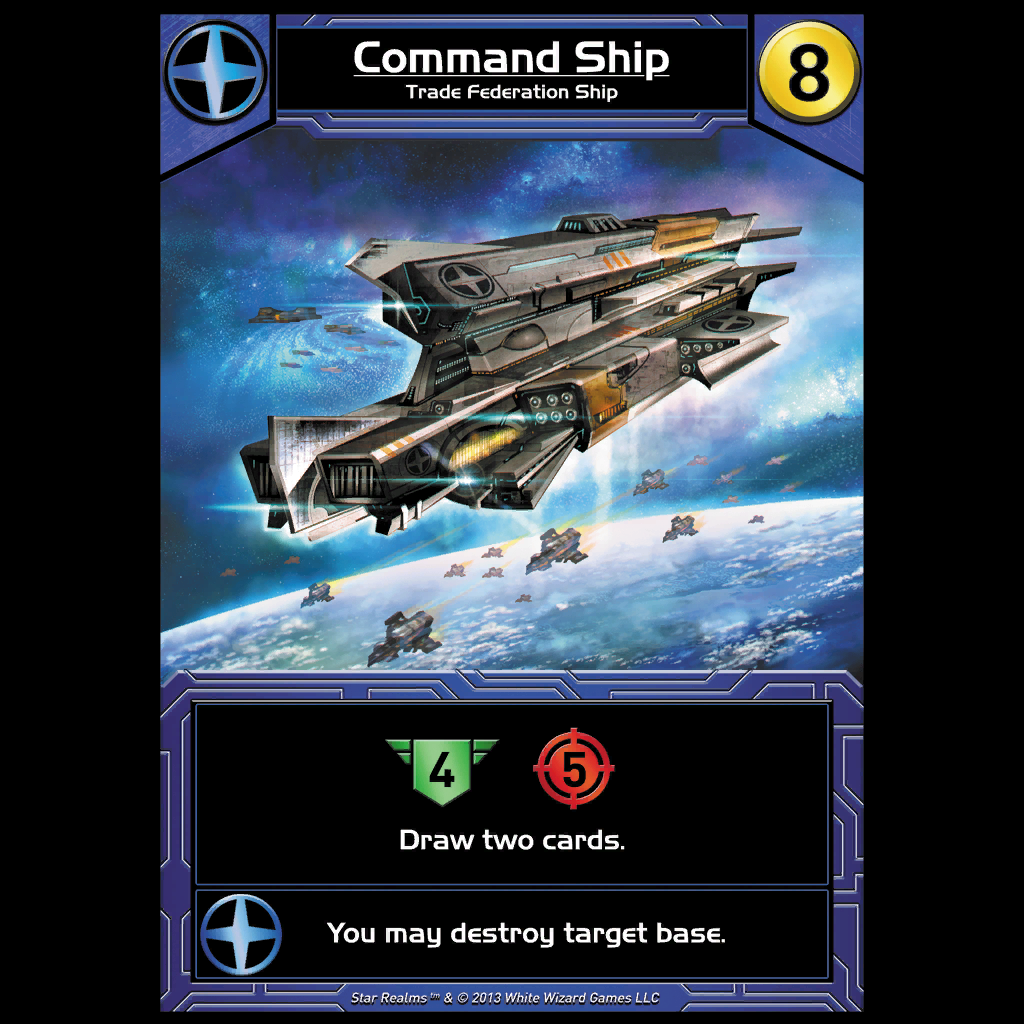 Command Ship
Trade Federation Ship
8
4 5
Draw two cards.
You may destroy target base.
Star Realms™ & © 2013 White Wizard Games LLC